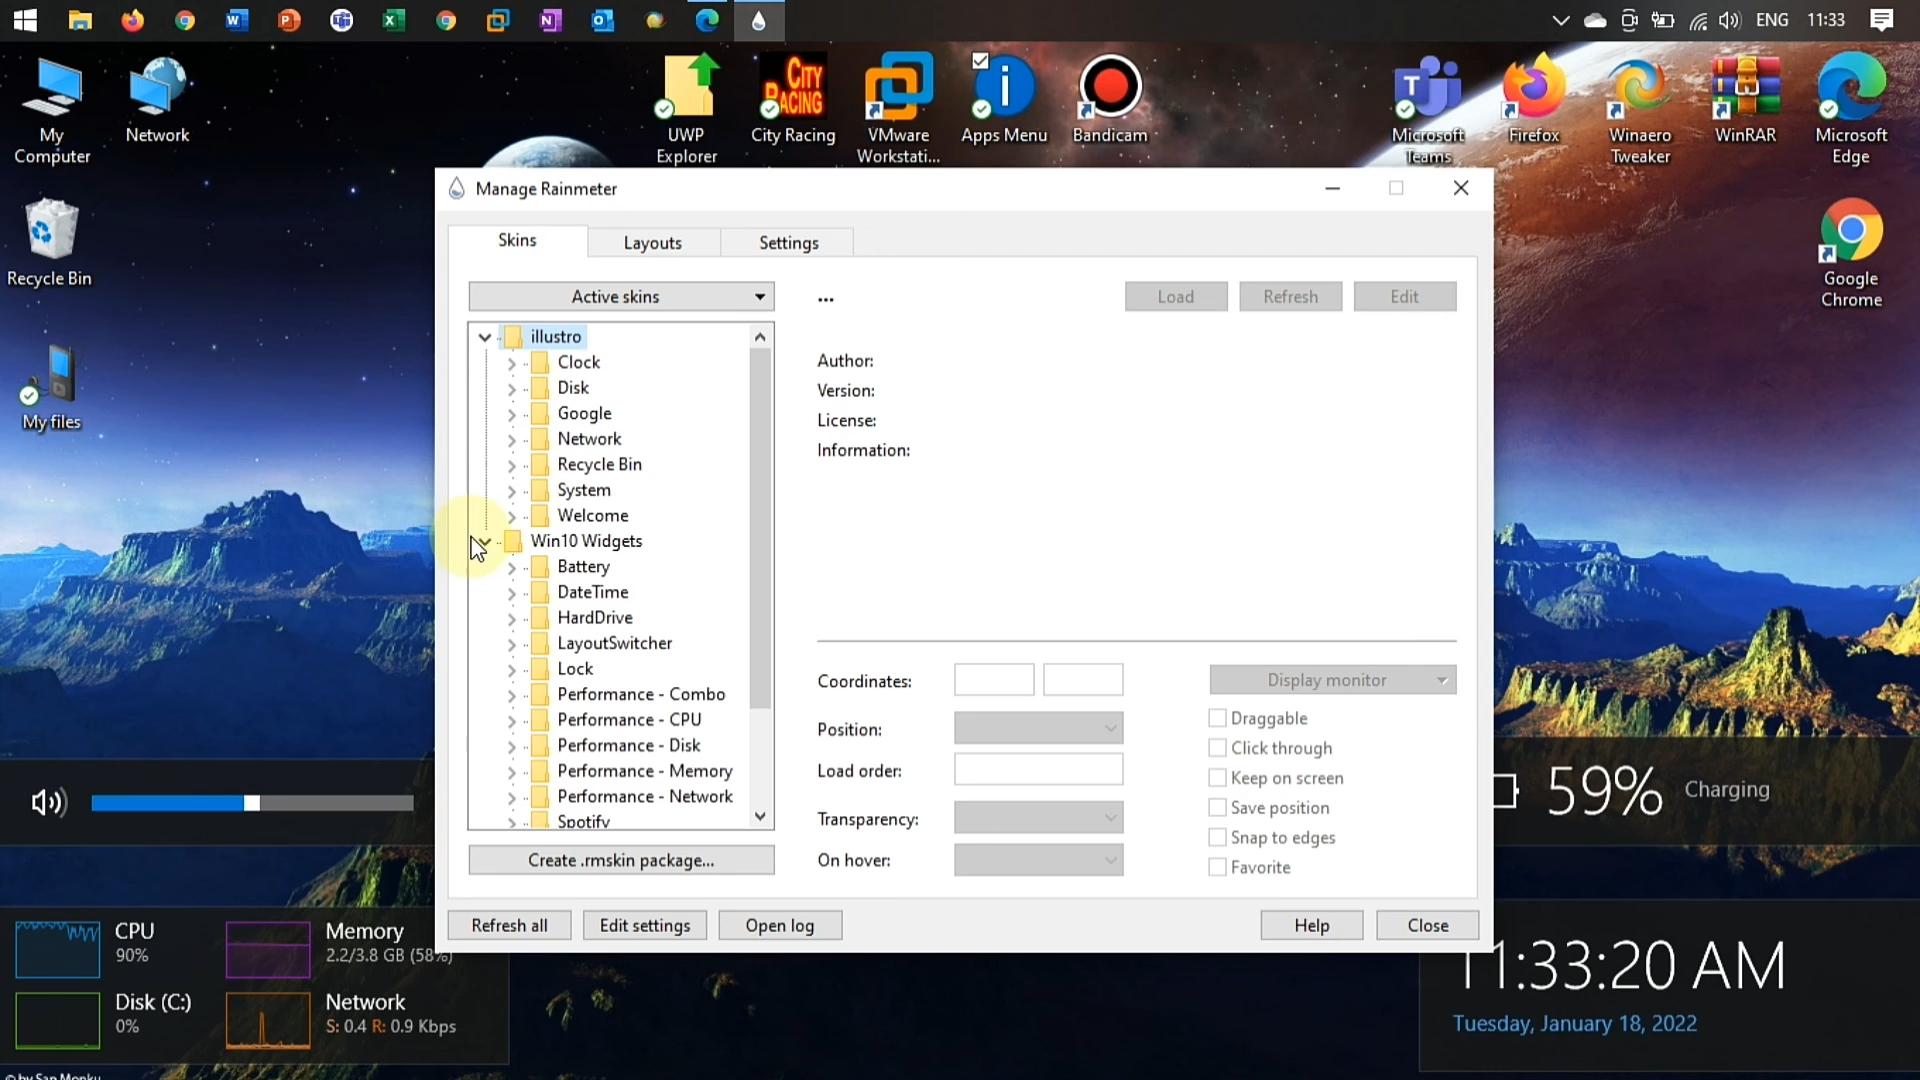 ENG 11:33
My
Computer
Network
UWP
Explorer
CITY
RACING
City Racing
VMware
Workstati...
Apps Menu
Bandicam
Microsoft
Teams
Firefox
Winaero
Tweaker
WinRAR
Microsoft
Edge
Recycle Bin
Google
Chrome
My files
Manage Rainmeter
Skins
Layouts
Settings
Active skins
...
Load
Refresh
Edit
illustro
Clock
Disk
Google
Network
Recycle Bin
System
Welcome
Win10 Widgets
Battery
DateTime
HardDrive
LayoutSwitcher
Lock
Performance - Combo
Performance - CPU
Performance - Disk
Performance - Memory
Performance - Network
Spotify
Author:
Version:
License:
Information:
Coordinates:
Display monitor
Position:
Load order:
Transparency:
On hover:
Draggable
Click through
Keep on screen
Save position
Snap to edges
Favorite
Create .rmskin package...
Refresh all
Edit settings
Open log
Help
Close
59% Charging
CPU
90%
Memory
2.2/3.8 GB (58%)
Disk (C:)
0%
Network
S: 0.4 R: 0.9 Kbps
11:33:20 AM
Tuesday, January 18, 2022
© by San Monku